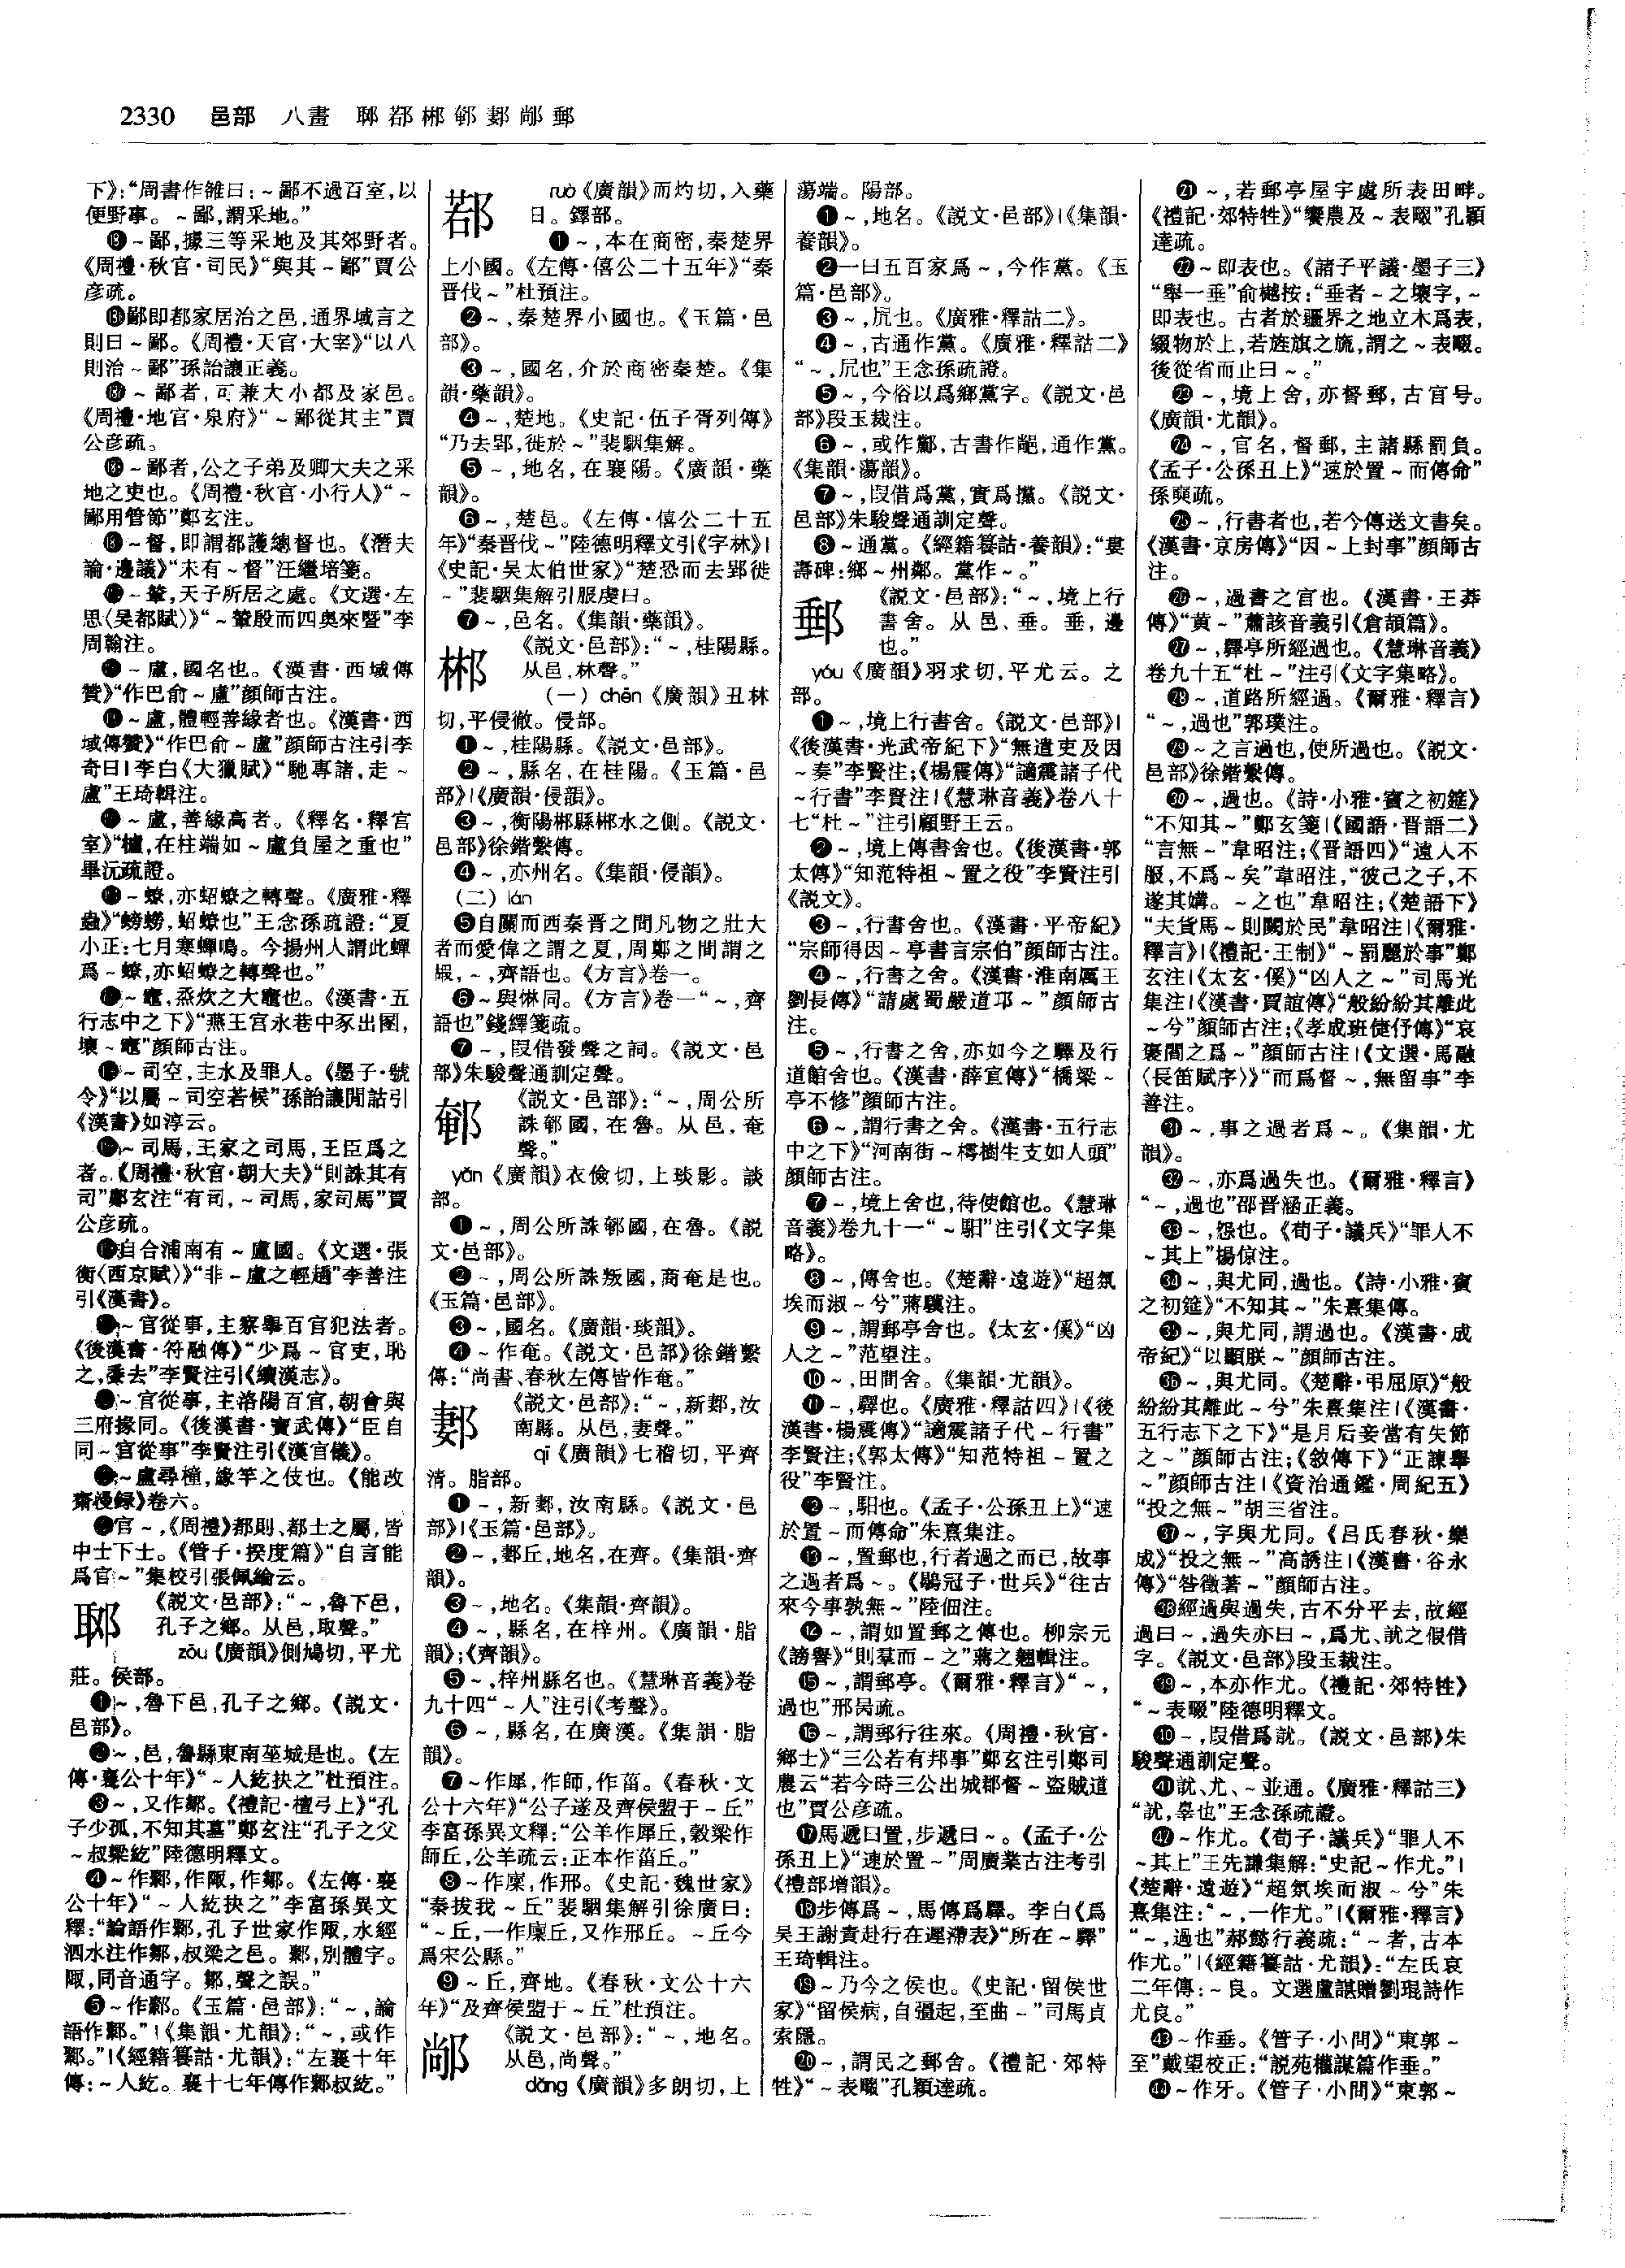 2330 邑部 八畫 郰鄀郴郁郪鄌郵
下》：“周書作雒曰：～鄙不過百室，以
便野事。～鄙，謂采地。”
～鄙，據三等采地及其郊野者。
《周禮·秋官·司民》“與其～鄙”賈公
彦疏。
鄙即都家居治之邑，通界域言之
則曰～鄙。《周禮·天官·大宰》“以八
則治～鄙”孫詒讓正義。
～鄙者，可兼大小都及家邑。
《周禮·地官·泉府》“～鄙從其主”賈
公彦疏。
～鄙者，公之子弟及卿大夫之采
地之吏也。《周禮·秋官·小行人》“～
鄙用管節”鄭玄注。
～督，即謂都護總督也。《潛夫
論·邊議》“未有～督”汪繼培箋。
～輦，天子所居之處。《文選·左
思〈吴都賦〉》“～輦殷而四奥來暨”李
周翰注。
～盧，國名也。《漢書·西域傳
贊》“作巴俞～盧”顔師古注。
～盧，體輕善緣者也。《漢書·西
域傳贊》“作巴俞～盧”顔師古注引李
奇曰|李白《大獵賦》“馳專諸，走～
盧”王琦輯注。
～盧，善緣高者。《釋名·釋宫
室》“櫨，在柱端如～盧負屋之重也”
畢沅疏證。
～蟟，亦蛁蟟之轉聲。《廣雅·釋
蟲》“蟧蟧，蛁蟟也”王念孫疏證：“夏
小正：七月寒蟬鳴。今揚州人謂此蟬
爲～蟟，亦蛁蟟之轉聲也。”
～竈，烝炊之大竈也。《漢書·五
行志中之下》“燕王宫永巷中豕出圂，
壞～竈”顔師古注。
～司空，主水及罪人。《墨子·號
令》“以屬～司空若候”孫詒讓閒詁引
《漢書》如淳云。
～司馬，王家之司馬，王臣爲之
者。《周禮·秋官·朝大夫》“則誅其有
司”鄭玄注“有司，～司馬，家司馬”賈
公彦疏。
自合浦南有～盧國。《文選·張
衡〈西京賦〉》“非～盧之輕趫”李善注
引《漢書》。
～官從事，主察舉百官犯法者。
《後漢書·符融傳》“少爲～官吏，恥
之，委去”李賢注引《續漢志》。
～官從事，主洛陽百官，朝會與
三府掾同。《後漢書·竇武傳》“臣自
同～官從事”李賢注引《漢官儀》。
～盧尋橦，緣竿之伎也。《能改
齋漫録》卷六。
官～，《周禮》都則、都士之屬，皆
中士下士。《管子·揆度篇》“自言能
爲官～”集校引張佩綸云。
郰 《説文·邑部》：“～，魯下邑，
孔子之鄉。从邑，取聲。”
zōu《廣韻》側鳩切，平尤
莊。侯部。
❶～，魯下邑，孔子之鄉。《説文·
邑部》。
❷～，邑，魯縣東南莝城是也。《左
傳·襄公十年》“～人紇抉之”杜預注。
❸～，又作鄹。《禮記·檀弓上》“孔
子少孤，不知其墓”鄭玄注“孔子之父
～叔梁紇”陸德明釋文。
❹～作鄹，作陬，作鄒。《左傳·襄
公十年》“～人紇抉之”李富孫異文
釋：“論語作鄹，孔子世家作陬，水經
泗水注作鄒，叔梁之邑。鄹，別體字。
陬，同音通字。鄒，聲之誤。”
❺～作鄹。《玉篇·邑部》：“～，論
語作鄹。”|《集韻·尤韻》：“～，或作
鄹。”|《經籍籑詁·尤韻》：“左襄十年
傳：～人紇。襄十七年傳作鄹叔紇。”
鄀 ruò《廣韻》而灼切，入藥
日。鐸部。
❶～，本在商密，秦楚界
上小國。《左傳·僖公二十五年》“秦
晋伐～”杜預注。
❷～，秦楚界小國也。《玉篇·邑
部》。
❸～，國名，介於商密秦楚。《集
韻·藥韻》。
❹～，楚地。《史記·伍子胥列傳》
“乃去郢，徙於～”裴駰集解。
❺～，地名，在襄陽。《廣韻·藥
韻》。
❻～，楚邑。《左傳·僖公二十五
年》“秦晋伐～”陸德明釋文引《字林》|
《史記·吴太伯世家》“楚恐而去郢徙
～”裴駰集解引服虔曰。
❼～，邑名。《集韻·藥韻》。
郴 《説文·邑部》：“～，桂陽縣。
从邑，林聲。”
（一）chēn《廣韻》丑林
切，平侵徹。侵部。
❶～，桂陽縣。《説文·邑部》。
❷～，縣名，在桂陽。《玉篇·邑
部》|《廣韻·侵韻》。
❸～，衡陽郴縣郴水之側。《説文·
邑部》徐鍇繫傳。
❹～，亦州名。《集韻·侵韻》。
（二）lán
❺自關而西秦晋之間凡物之壯大
者而愛偉之謂之夏，周鄭之間謂之
嘏，～，齊語也。《方言》卷一。
❻～與惏同。《方言》卷一“～，齊
語也”錢繹箋疏。
❼～，叚借發聲之詞。《説文·邑
部》朱駿聲通訓定聲。
䣍 《説文·邑部》：“～，周公所
誅䣍國，在魯。从邑，奄
聲。”
yǎn《廣韻》衣儉切，上琰影。談
部。
❶～，周公所誅䣍國，在魯。《説
文·邑部》。
❷～，周公所誅叛國，商奄是也。
《玉篇·邑部》。
❸～，國名。《廣韻·琰韻》。
❹～作奄。《説文·邑部》徐鍇繫
傳：“尚書、春秋左傳皆作奄。”
郪 《説文·邑部》：“～，新郪，汝
南縣。从邑，妻聲。”
qī《廣韻》七稽切，平齊
清。脂部。
❶～，新郪，汝南縣。《説文·邑
部》|《玉篇·邑部》。
❷～，郪丘，地名，在齊。《集韻·齊
韻》。
❸～，地名。《集韻·齊韻》。
❹～，縣名，在梓州。《廣韻·脂
韻》；《齊韻》。
❺～，梓州縣名也。《慧琳音義》卷
九十四“～人”注引《考聲》。
❻～，縣名，在廣漢。《集韻·脂
韻》。
❼～作犀，作師，作菑。《春秋·文
公十六年》“公子遂及齊侯盟于～丘”
李富孫異文釋：“公羊作犀丘，穀梁作
師丘，公羊疏云：正本作菑丘。”
❽～作廩，作邢。《史記·魏世家》
“秦拔我～丘”裴駰集解引徐廣曰：
“～丘，一作廩丘，又作邢丘。～丘今
爲宋公縣。”
❾～丘，齊地。《春秋·文公十六
年》“及齊侯盟于～丘”杜預注。
鄌 《説文·邑部》：“～，地名。
从邑，尚聲。”
dǎng《廣韻》多朗切，上
蕩端。陽部。
❶～，地名。《説文·邑部》|《集韻·
養韻》。
❷一曰五百家爲～，今作黨。《玉
篇·邑部》。
❸～，凥也。《廣雅·釋詁二》。
❹～，古通作黨。《廣雅·釋詁二》
“～，凥也”王念孫疏證。
❺～，今俗以爲鄉黨字。《説文·邑
部》段玉裁注。
❻～，或作鄺，古書作，通作黨。
《集韻·蕩韻》。
❼～，叚借爲黨，實爲攩。《説文·
邑部》朱駿聲通訓定聲。
❽～通黨。《經籍籑詁·養韻》：“婁
壽碑：鄉～州鄰。黨作～。”
郵 《説文·邑部》：“～，境上行
書舍。从邑、垂。垂，邊
也。”
yóu《廣韻》羽求切，平尤云。之
部。
❶～，境上行書舍。《説文·邑部》|
《後漢書·光武帝紀下》“無遣吏及因
～奏”李賢注；《楊震傳》“讁震諸子代
～行書”李賢注|《慧琳音義》卷八十
七“杜～”注引顧野王云。
❷～，境上傳書舍也。《後漢書·郭
太傳》“知范特祖～置之役”李賢注引
《説文》。
❸～，行書舍也。《漢書·平帝紀》
“宗師得因～亭書言宗伯”顔師古注。
❹～，行書之舍。《漢書·淮南厲王
劉長傳》“請處蜀嚴道邛～”顔師古
注。
❺～，行書之舍，亦如今之驛及行
道館舍也。《漢書·薛宣傳》“橋梁～
亭不修”顔師古注。
❻～，謂行書之舍。《漢書·五行志
中之下》“河南街～樗樹生支如人頭”
顔師古注。
❼～，境上舍也，待使館也。《慧琳
音義》卷九十一“～馹”注引《文字集
略》。
❽～，傳舍也。《楚辭·遠遊》“超氛
埃而淑～兮”蔣驥注。
❾～，謂郵亭舍也。《太玄·傒》“凶
人之～”范望注。
❿～，田間舍。《集韻·尤韻》。
⓫～，驛也。《廣雅·釋詁四》|《後
漢書·楊震傳》“讁震諸子代～行書”
李賢注；《郭太傳》“知范特祖～置之
役”李賢注。
⓬～，馹也。《孟子·公孫丑上》“速
於置～而傳命”朱熹集注。
⓭～，置郵也，行者過之而已，故事
之過者爲～。《鶡冠子·世兵》“往古
來今事孰無～”陸佃注。
⓮～，謂如置郵之傳也。柳宗元
《謗譽》“則羣而～之”蔣之翹輯注。
⓯～，謂郵亭。《爾雅·釋言》“～，
過也”邢昺疏。
⓰～，謂郵行往來。《周禮·秋官·
鄉士》“三公若有邦事”鄭玄注引鄭司
農云“若今時三公出城郡督～盗賊道
也”賈公彦疏。
⓱馬遞曰置，步遞曰～。《孟子·公
孫丑上》“速於置～”周廣業古注考引
《禮部增韻》。
⓲步傳爲～，馬傳爲驛。李白《爲
吴王謝責赴行在遲滯表》“所在～驛”
王琦輯注。
⓳～乃今之侯也。《史記·留侯世
家》“留侯病，自彊起，至曲～”司馬貞
索隱。
⓴～，謂民之郵舍。《禮記·郊特
牲》“～表畷”孔穎達疏。
㉑～，若郵亭屋宇處所表田畔。
《禮記·郊特牲》“饗農及～表畷”孔穎
達疏。
㉒～即表也。《諸子平議·墨子三》
“舉一垂”俞樾按：“垂者～之壞字，～
即表也。古者於疆界之地立木爲表，
綴物於上，若旌旗之旒，謂之～表畷。
後從省而止曰～。”
㉓～，境上舍，亦督郵，古官号。
《廣韻·尤韻》。
㉔～，官名，督郵，主諸縣罰負。
《孟子·公孫丑上》“速於置～而傳命”
孫奭疏。
㉕～，行書者也，若今傳送文書矣。
《漢書·京房傳》“因～上封事”顔師古
注。
㉖～，過書之官也。《漢書·王莽
傳》“黄～”蕭該音義引《倉頡篇》。
㉗～，驛亭所經過也。《慧琳音義》
卷九十五“杜～”注引《文字集略》。
㉘～，道路所經過。《爾雅·釋言》
“～，過也”郭璞注。
㉙～之言過也，使所過也。《説文·
邑部》徐鍇繫傳。
㉚～，過也。《詩·小雅·賓之初筵》
“不知其～”鄭玄箋|《國語·晋語二》
“言無～”韋昭注；《晋語四》“遠人不
服，不爲～矣”韋昭注，“彼己之子，不
遂其媾。～之也”韋昭注；《楚語下》
“夫貨馬～則闕於民”韋昭注|《爾雅·
釋言》|《禮記·王制》“～罰麗於事”鄭
玄注|《太玄·傒》“凶人之～”司馬光
集注|《漢書·賈誼傳》“般紛紛其離此
～兮”顔師古注；《孝成班倢伃傳》“哀
褒閻之爲～”顔師古注|《文選·馬融
〈長笛賦序〉》“而爲督～，無留事”李
善注。
㉛～，事之過者爲～。《集韻·尤
韻》。
㉜～，亦爲過失也。《爾雅·釋言》
“～，過也”邵晋涵正義。
㉝～，怨也。《荀子·議兵》“罪人不
～其上”楊倞注。
㉞～，與尤同，過也。《詩·小雅·賓
之初筵》“不知其～”朱熹集傳。
㉟～，與尤同，謂過也。《漢書·成
帝紀》“以顯朕～”顔師古注。
㊱～，與尤同。《楚辭·弔屈原》“般
紛紛其離此～兮”朱熹集注|《漢書·
五行志下之下》“是月后妾當有失節
之～”顔師古注；《敘傳下》“正諫舉
～”顔師古注|《資治通鑑·周紀五》
“投之無～”胡三省注。
㊲～，字與尤同。《吕氏春秋·樂
成》“投之無～”高誘注|《漢書·谷永
傳》“咎徵著～”顔師古注。
㊳經過與過失，古不分平去，故經
過曰～，過失亦曰～，爲尤、訧之假借
字。《説文·邑部》段玉裁注。
㊴～，本亦作尤。《禮記·郊特牲》
“～表畷”陸德明釋文。
㊵～，叚借爲訧。《説文·邑部》朱
駿聲通訓定聲。
㊶訧、尤、～並通。《廣雅·釋詁三》
“訧，辠也”王念孫疏證。
㊷～作尤。《荀子·議兵》“罪人不
～其上”王先謙集解：“史記～作尤。”|
《楚辭·遠遊》“超氛埃而淑～兮”朱
熹集注：“～，一作尤。”|《爾雅·釋言》
“～，過也”郝懿行義疏：“～者，古本
作尤。”|《經籍籑詁·尤韻》：“左氏哀
二年傳：～良。文選盧諶贈劉琨詩作
尤良。”
㊸～作垂。《管子·小問》“東郭～
至”戴望校正：“説苑權謀篇作垂。”
㊹～作牙。《管子·小問》“東郭～